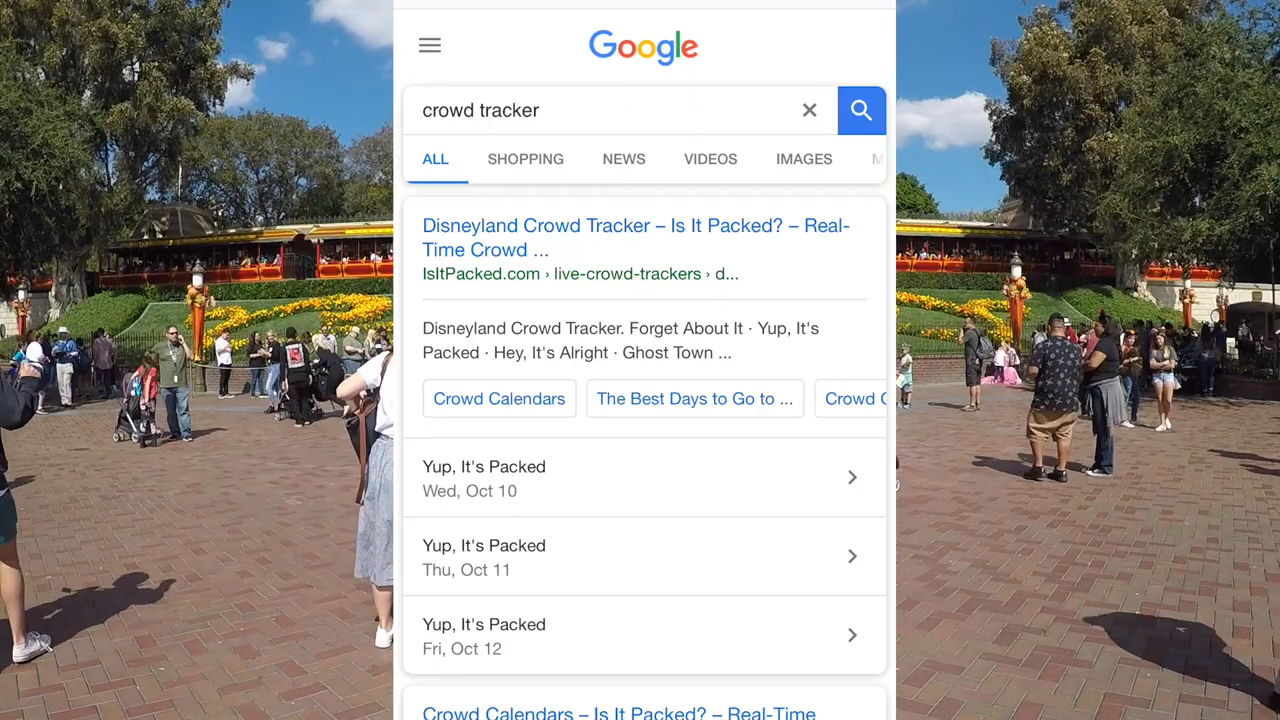 Google
crowd tracker
ALL SHOPPING NEWS VIDEOS IMAGES M
Disneyland Crowd Tracker – Is It Packed? – Real-
Time Crowd ...
IsItPacked.com › live-crowd-trackers › d...
Disneyland Crowd Tracker. Forget About It · Yup, It's
Packed · Hey, It's Alright · Ghost Town ...
Crowd Calendars The Best Days to Go to ... Crowd C
Yup, It's Packed
Wed, Oct 10
Yup, It's Packed
Thu, Oct 11
Yup, It's Packed
Fri, Oct 12
Crowd Calendars – Is It Packed? – Real-Time